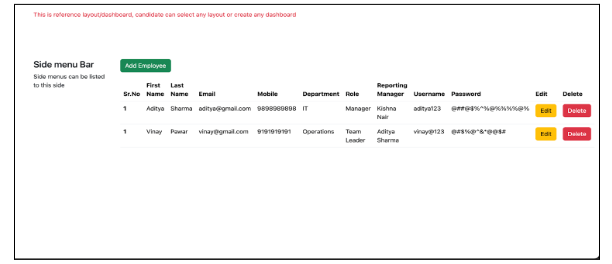 This is reference layout/dashboard, candidate can select any layout or create any dashboard
Side menu Bar
Side menus can be listed
to this side
Add Employee
Sr.No First Name Last Name Email Mobile Department Role Reporting Manager Username Password Edit Delete
1 Aditya Sharma aditya@gmail.com 9898989898 IT Manager Kishna Nair aditya123 @##@$%^%@%%%@% Edit Delete
1 Vinay Pawar vinay@gmail.com 9191919191 Operations Team Leader Aditya Sharma vinay@123 @#$%@^&*@@$# Edit Delete